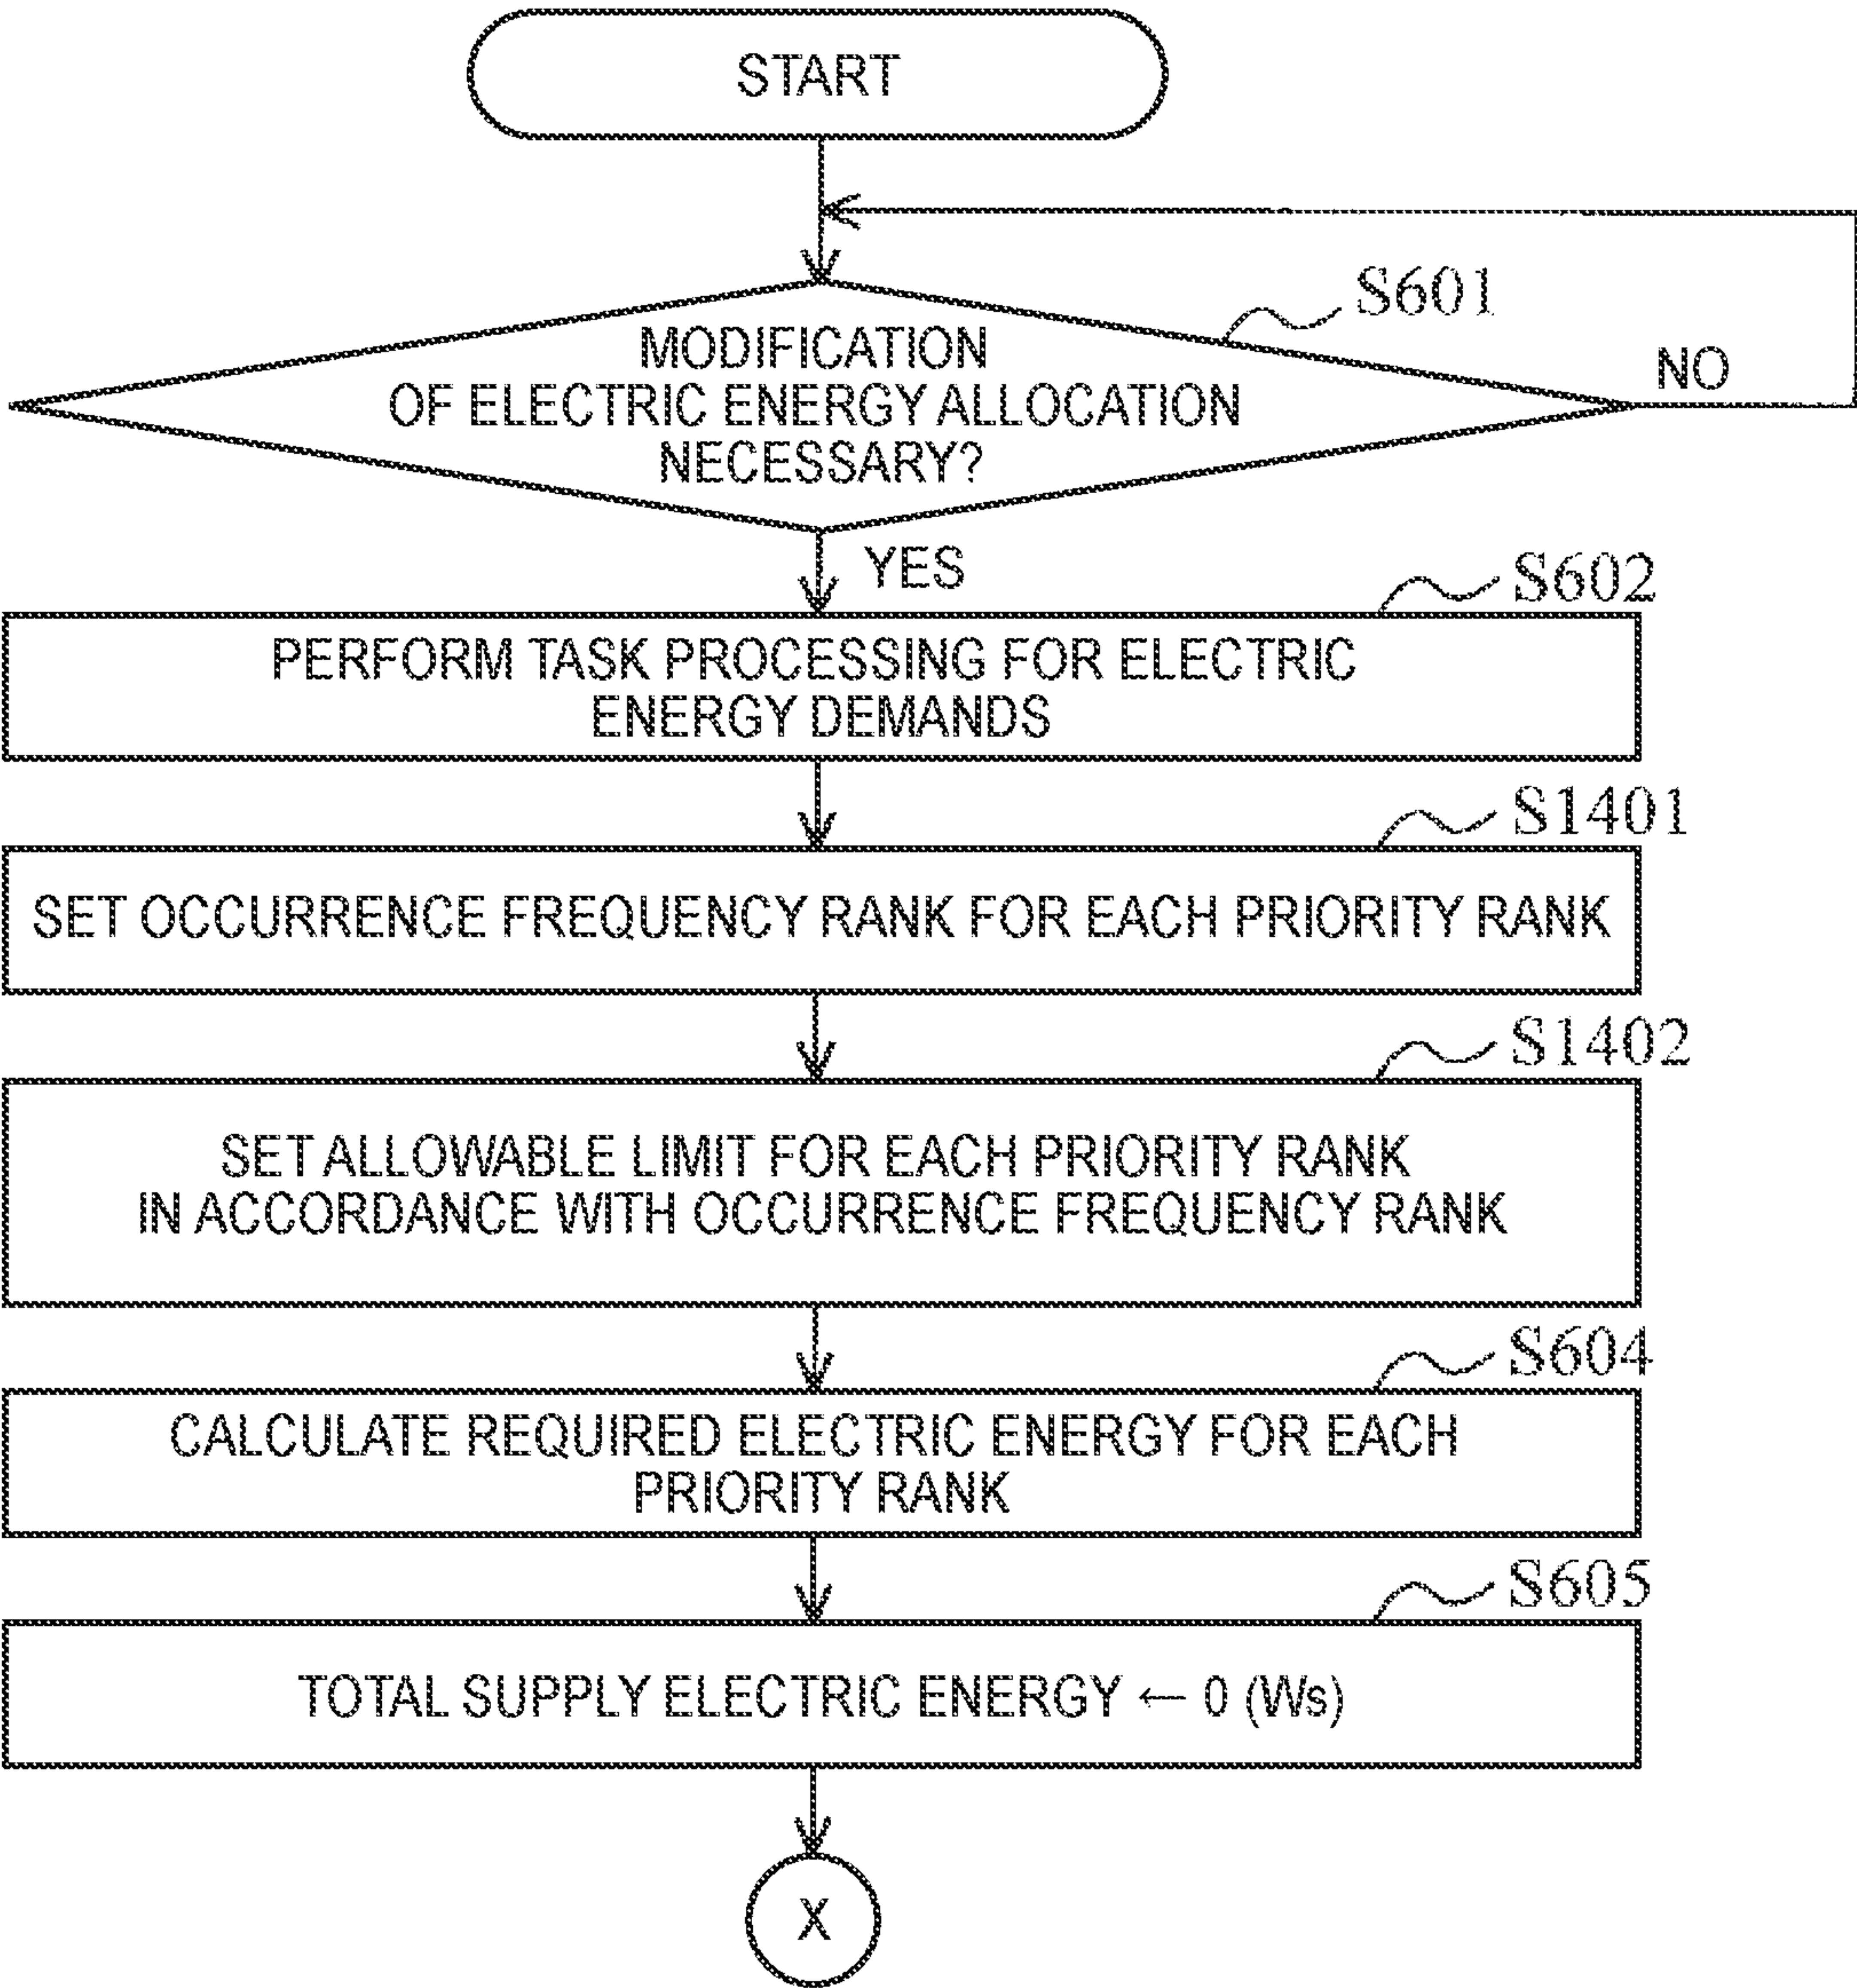 START
S601
MODIFICATION
OF ELECTRIC ENERGY ALLOCATION
NECESSARY?
NO
YES
S602
PERFORM TASK PROCESSING FOR ELECTRIC
ENERGY DEMANDS
S1401
SET OCCURRENCE FREQUENCY RANK FOR EACH PRIORITY RANK
S1402
SET ALLOWABLE LIMIT FOR EACH PRIORITY RANK
IN ACCORDANCE WITH OCCURRENCE FREQUENCY RANK
S604
CALCULATE REQUIRED ELECTRIC ENERGY FOR EACH
PRIORITY RANK
S605
TOTAL SUPPLY ELECTRIC ENERGY ← 0 (Ws)
X